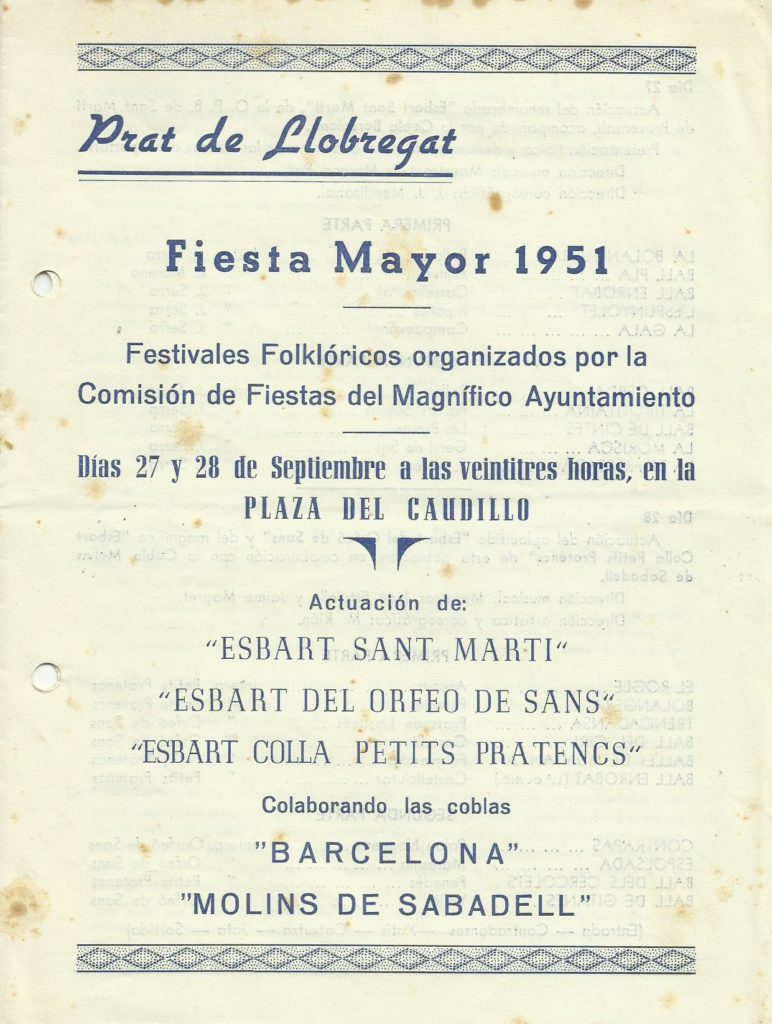 Prat de Llobregat
Fiesta Mayor 1951
Festivales Folklóricos organizados por la
Comisión de Fiestas del Magnífico Ayuntamiento
Días 27 y 28 de Septiembre a las veintitres horas, en la
PLAZA DEL CAUDILLO
Actuación de:
"ESBART SANT MARTI"
"ESBART DEL ORFEO DE SANS"
"ESBART COLLA PETITS PRATENCS"
Colaborando las coblas
"BARCELONA"
"MOLINS DE SABADELL"